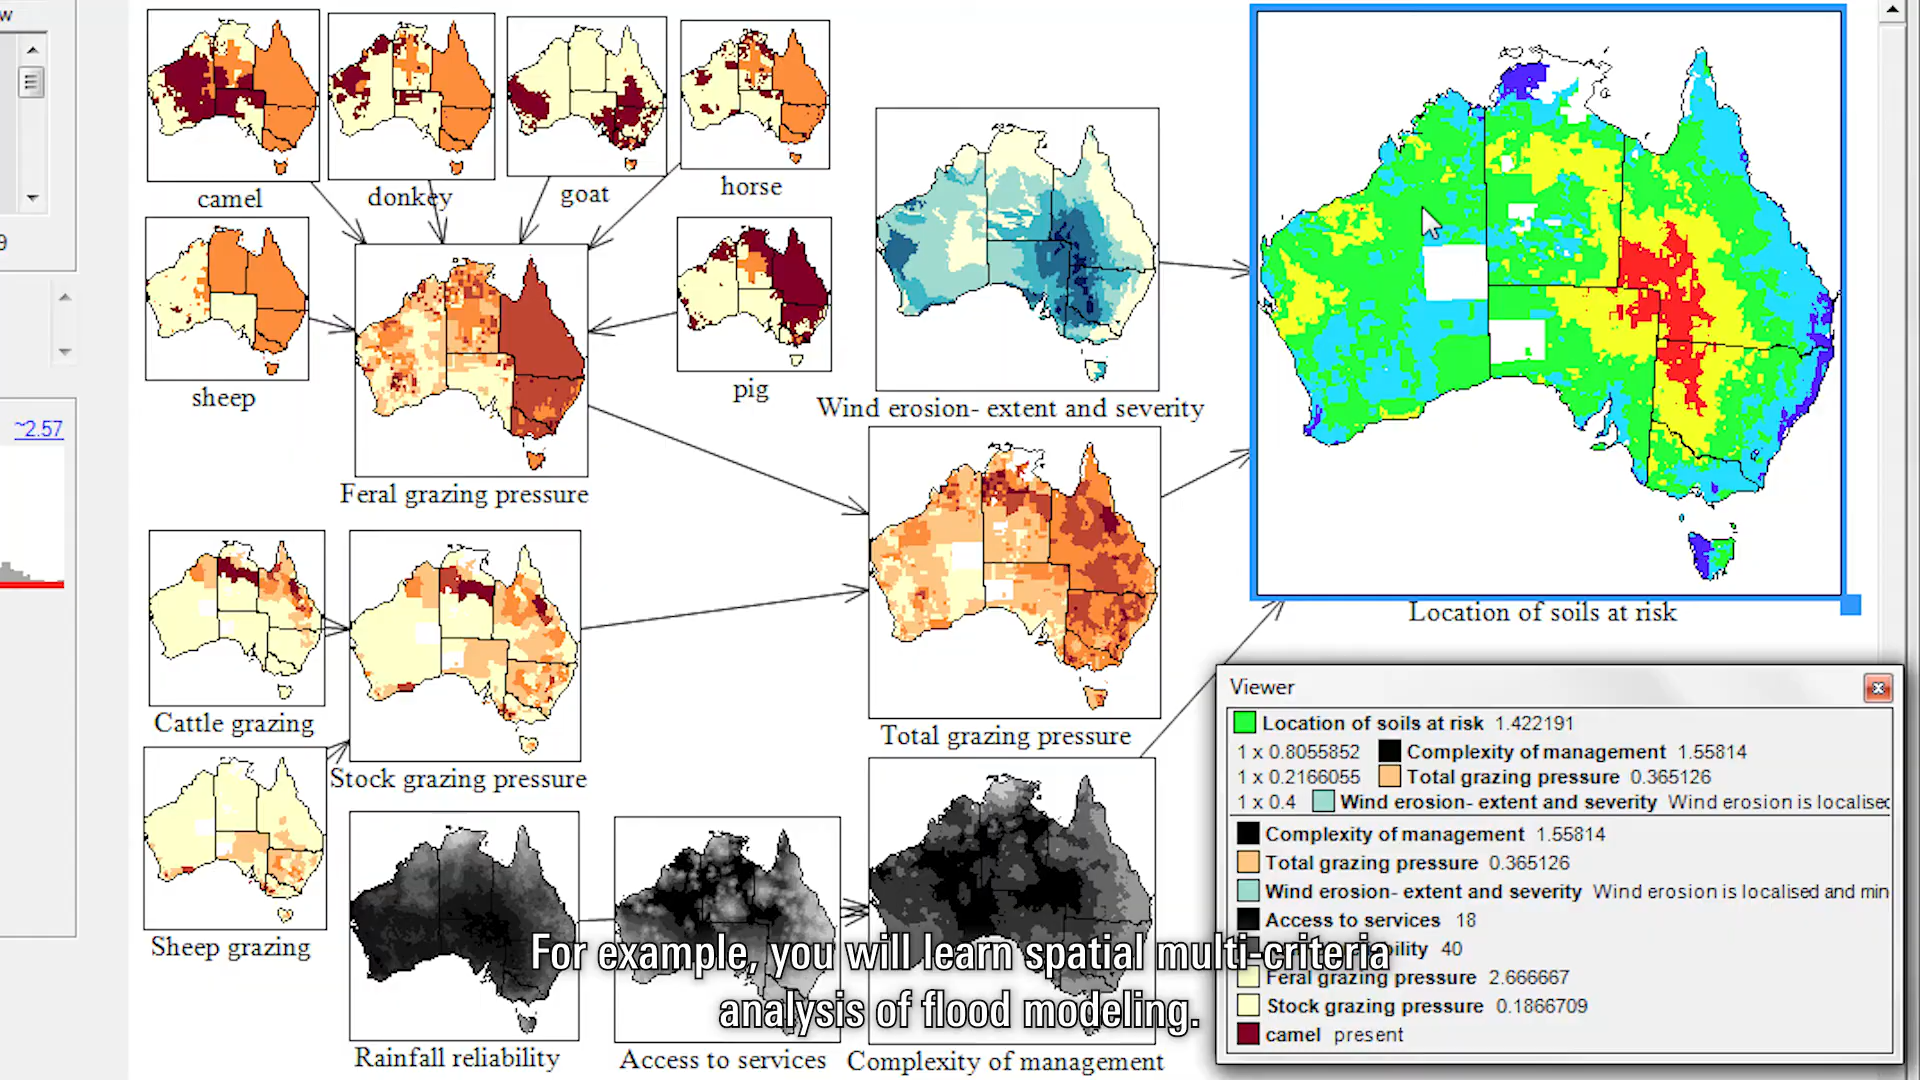 w
9
~2.57
camel
donkey
goat
horse
sheep
pig
Feral grazing pressure
Wind erosion- extent and severity
Location of soils at risk
Cattle grazing
Stock grazing pressure
Total grazing pressure
Sheep grazing
Rainfall reliability
Access to services
Complexity of management
Viewer
Location of soils at risk 1.422191
1 x 0.8055852 Complexity of management 1.55814
1 x 0.2166055 Total grazing pressure 0.365126
1 x 0.4 Wind erosion- extent and severity Wind erosion is localised
Complexity of management 1.55814
Total grazing pressure 0.365126
Wind erosion- extent and severity Wind erosion is localised and min
Access to services 18
40
Feral grazing pressure 2.666667
Stock grazing pressure 0.1866709
camel present
For example, you will learn spatial multi-criteria
analysis of flood modeling.